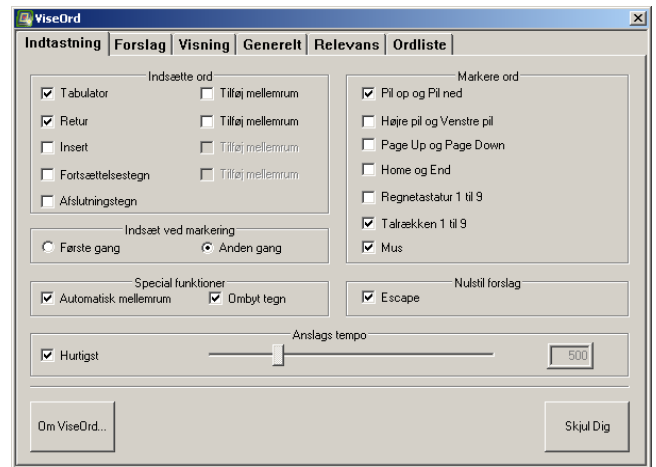 ViseOrd
Indtastning Forslag Visning Generelt Relevans Ordliste
Indsætte ord
Tabulator Tilføj mellemrum
Retur Tilføj mellemrum
Insert Tilføj mellemrum
Fortsættelsestegn Tilføj mellemrum
Afslutningstegn
Markere ord
Pil op og Pil ned
Højre pil og Venstre pil
Page Up og Page Down
Home og End
Regnetastatur 1 til 9
Talrækken 1 til 9
Mus
Indsæt ved markering
Første gang Anden gang
Special funktioner
Automatisk mellemrum Ombyt tegn
Nulstil forslag
Escape
Anslags tempo
Hurtigst 500
Om ViseOrd... Skjul Dig